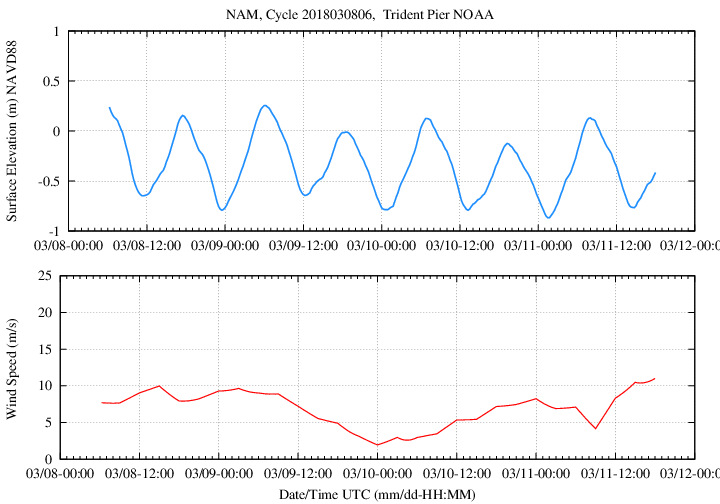 NAM, Cycle 2018030806,  Trident Pier NOAA
Surface Elevation (m) NAVD88
1
0.5
0
-0.5
-1
03/08-00:00 03/08-12:00 03/09-00:00 03/09-12:00 03/10-00:00 03/10-12:00 03/11-00:00 03/11-12:00 03/12-0
Wind Speed (m/s)
25
20
15
10
5
0
03/08-00:00 03/08-12:00 03/09-00:00 03/09-12:00 03/10-00:00 03/10-12:00 03/11-00:00 03/11-12:00 03/12-0
Date/Time UTC (mm/dd-HH:MM)